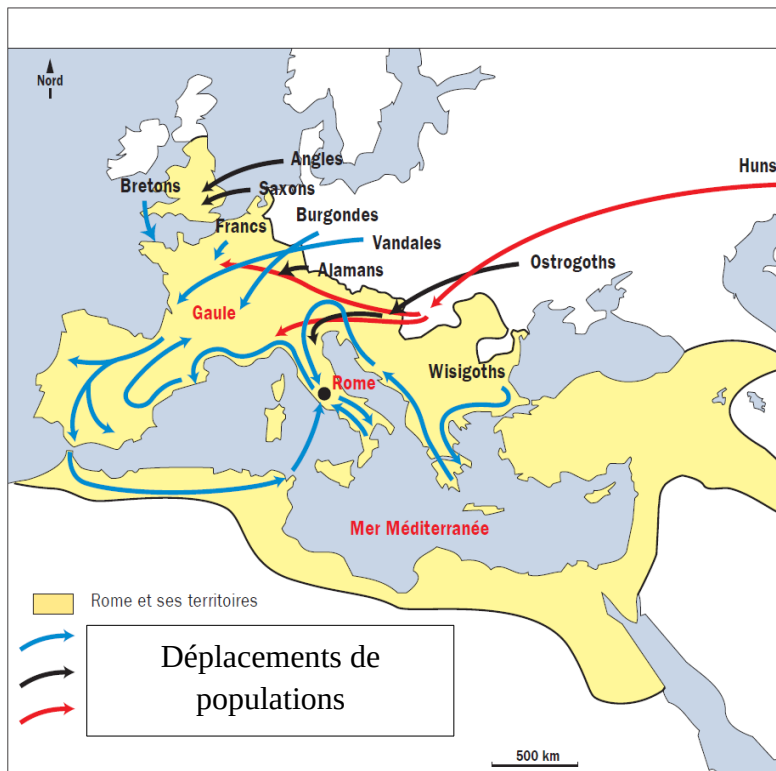 Nord
Angles
Bretons
Saxons
Huns
Francs
Burgondes
Vandales
Alamans
Ostrogoths
Gaule
Wisigoths
Rome
Mer Méditerranée
Rome et ses territoires
Déplacements de
populations
500 km